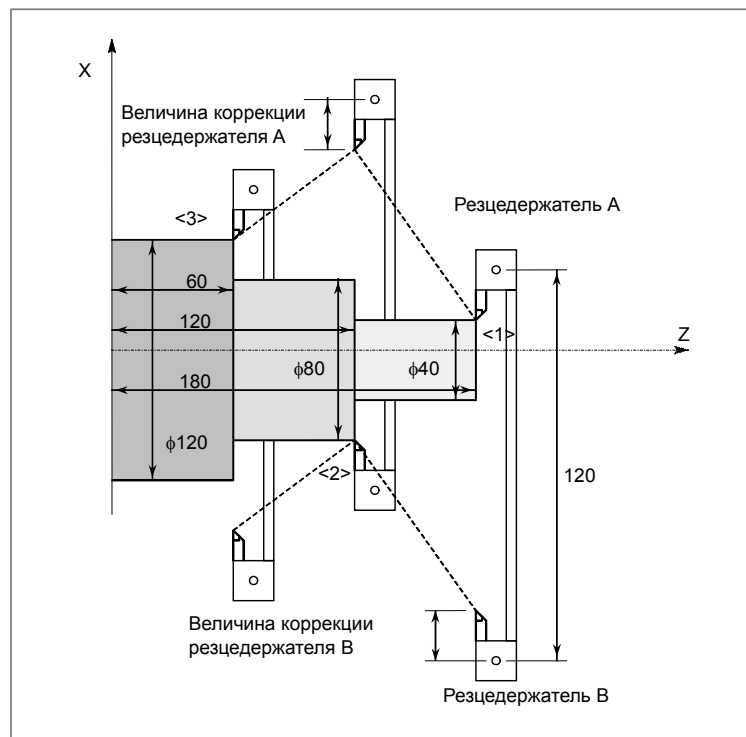 X
Величина коррекции
резцедержателя А
Резцедержатель А
<3>
60
120
<1>
Z
ϕ80
ϕ40
180
ϕ120
<2>
120
Величина коррекции
резцедержателя В
Резцедержатель В